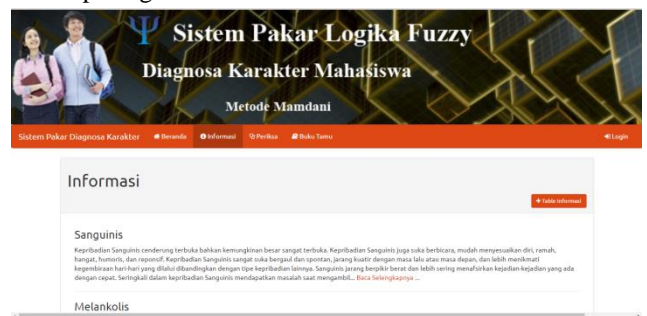 Sistem Pakar Logika Fuzzy
Diagnosa Karakter Mahasiswa
Metode Mamdani
Sistem Pakar Diagnosa Karakter Beranda Informasi Periksa Buku Tamu Login
Informasi
+ Table Informasi
Sanguinis
Kepribadian Sanguinis cenderung terbuka bahkan kemungkinan besar sangat terbuka. Kepribadian Sanguinis juga suka berbicara, mudah menyesuaikan diri, ramah,
hangat, humoris, dan reponsif. Kepribadian Sanguinis sangat suka bergaul dan spontan, jarang kuatir dengan masa lalu atau masa depan, dan lebih menikmati
kegembiraan hari-hari yang dilalui dibandingkan dengan tipe kepribadian lainnya. Sanguinis jarang berpikir berat dan lebih sering menafsirkan kejadian-kejadian yang ada
dengan cepat. Seringkali dalam kepribadian Sanguinis mendapatkan masalah saat mengambil... Baca Selengkapnya ...
Melankolis